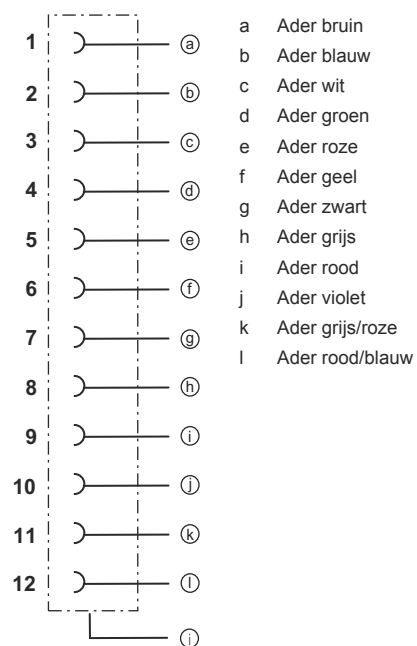 1 a
2 b
3 c
4 d
5 e
6 f
7 g
8 h
9 i
10 j
11 k
12 l
i
a Ader bruin
b Ader blauw
c Ader wit
d Ader groen
e Ader roze
f Ader geel
g Ader zwart
h Ader grijs
i Ader rood
j Ader violet
k Ader grijs/roze
l Ader rood/blauw